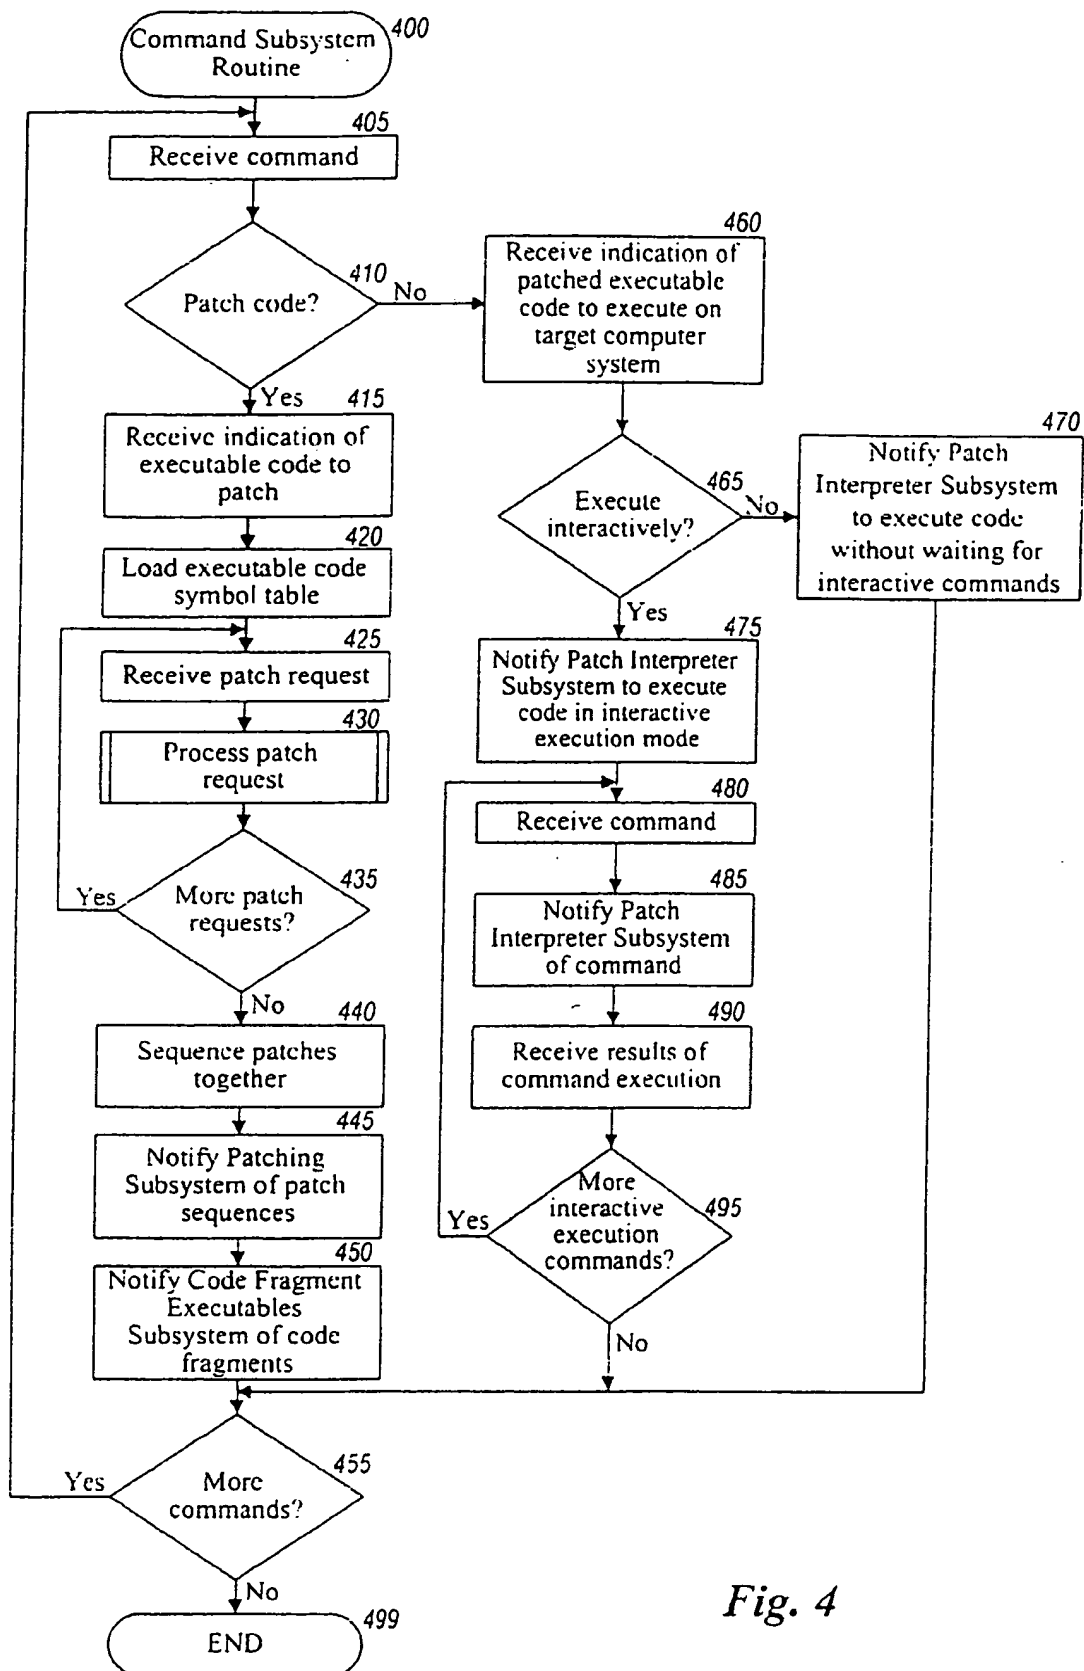 Command Subsystem
Routine
400
405
Receive command
410
Patch code?
No
Yes
460
Receive indication of
patched executable
code to execute on
target computer
system
415
Receive indication of
executable code to
patch
420
Load executable code
symbol table
425
Receive patch request
430
Process patch
request
435
More patch
requests?
Yes
No
440
Sequence patches
together
445
Notify Patching
Subsystem of patch
sequences
450
Notify Code Fragment
Executables
Subsystem of code
fragments
465
Execute
interactively?
No
Yes
470
Notify Patch
Interpreter Subsystem
to execute code
without waiting for
interactive commands
475
Notify Patch Interpreter
Subsystem to execute
code in interactive
execution mode
480
Receive command
485
Notify Patch
Interpreter Subsystem
of command
490
Receive results of
command execution
495
More
interactive
execution
commands?
Yes
No
455
More
commands?
Yes
No
499
END
Fig. 4